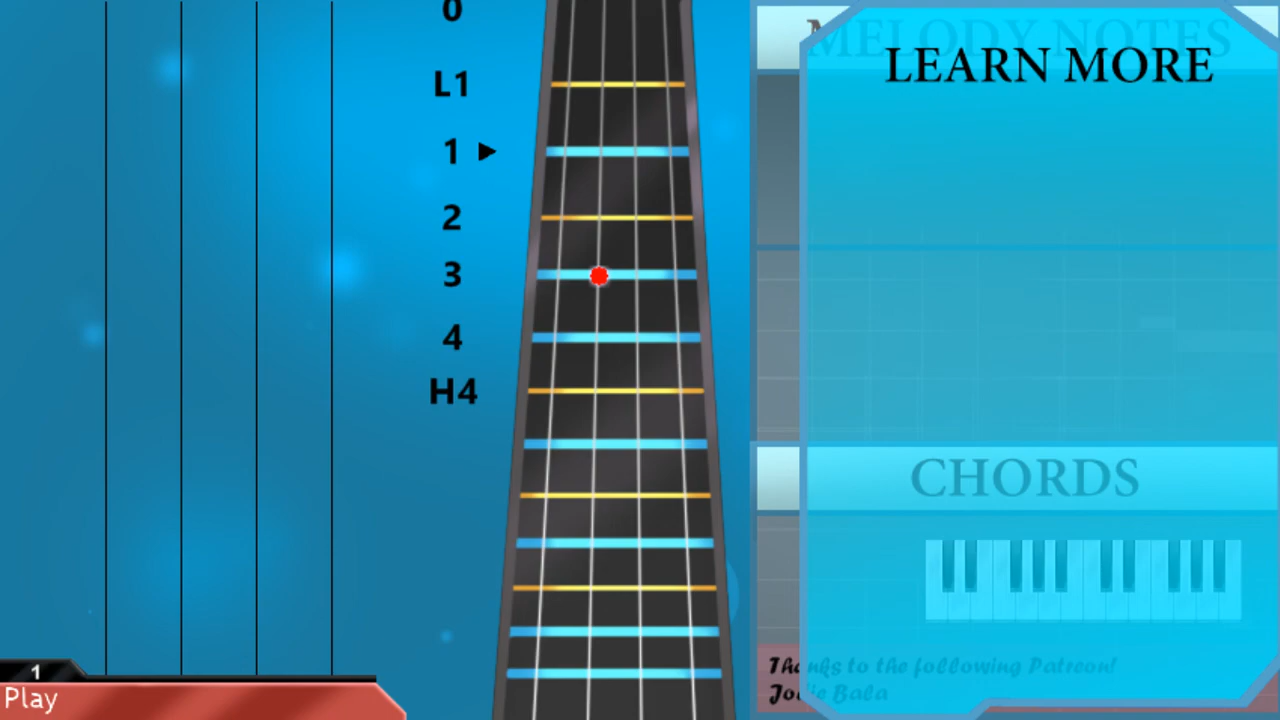 0
L1
1
2
3
4
H4
1
Play
MELODY NOTES
LEARN MORE
CHORDS
Thanks to the following Patreon!
Jodie Bala